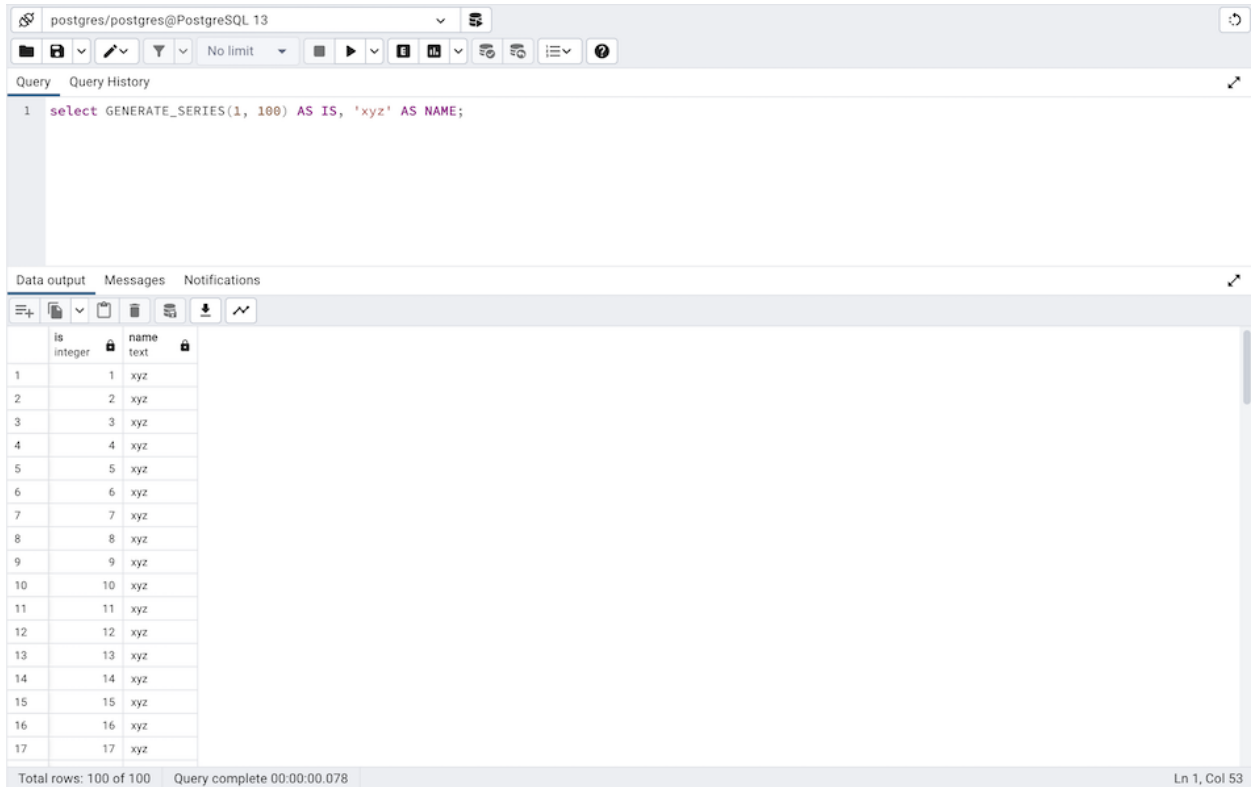 postgres/postgres@PostgreSQL 13
No limit
Query Query History
1 select GENERATE_SERIES(1, 100) AS IS, 'xyz' AS NAME;
Data output Messages Notifications
is name
integer text
1 1 xyz
2 2 xyz
3 3 xyz
4 4 xyz
5 5 xyz
6 6 xyz
7 7 xyz
8 8 xyz
9 9 xyz
10 10 xyz
11 11 xyz
12 12 xyz
13 13 xyz
14 14 xyz
15 15 xyz
16 16 xyz
17 17 xyz
Total rows: 100 of 100 Query complete 00:00:00.078 Ln 1, Col 53